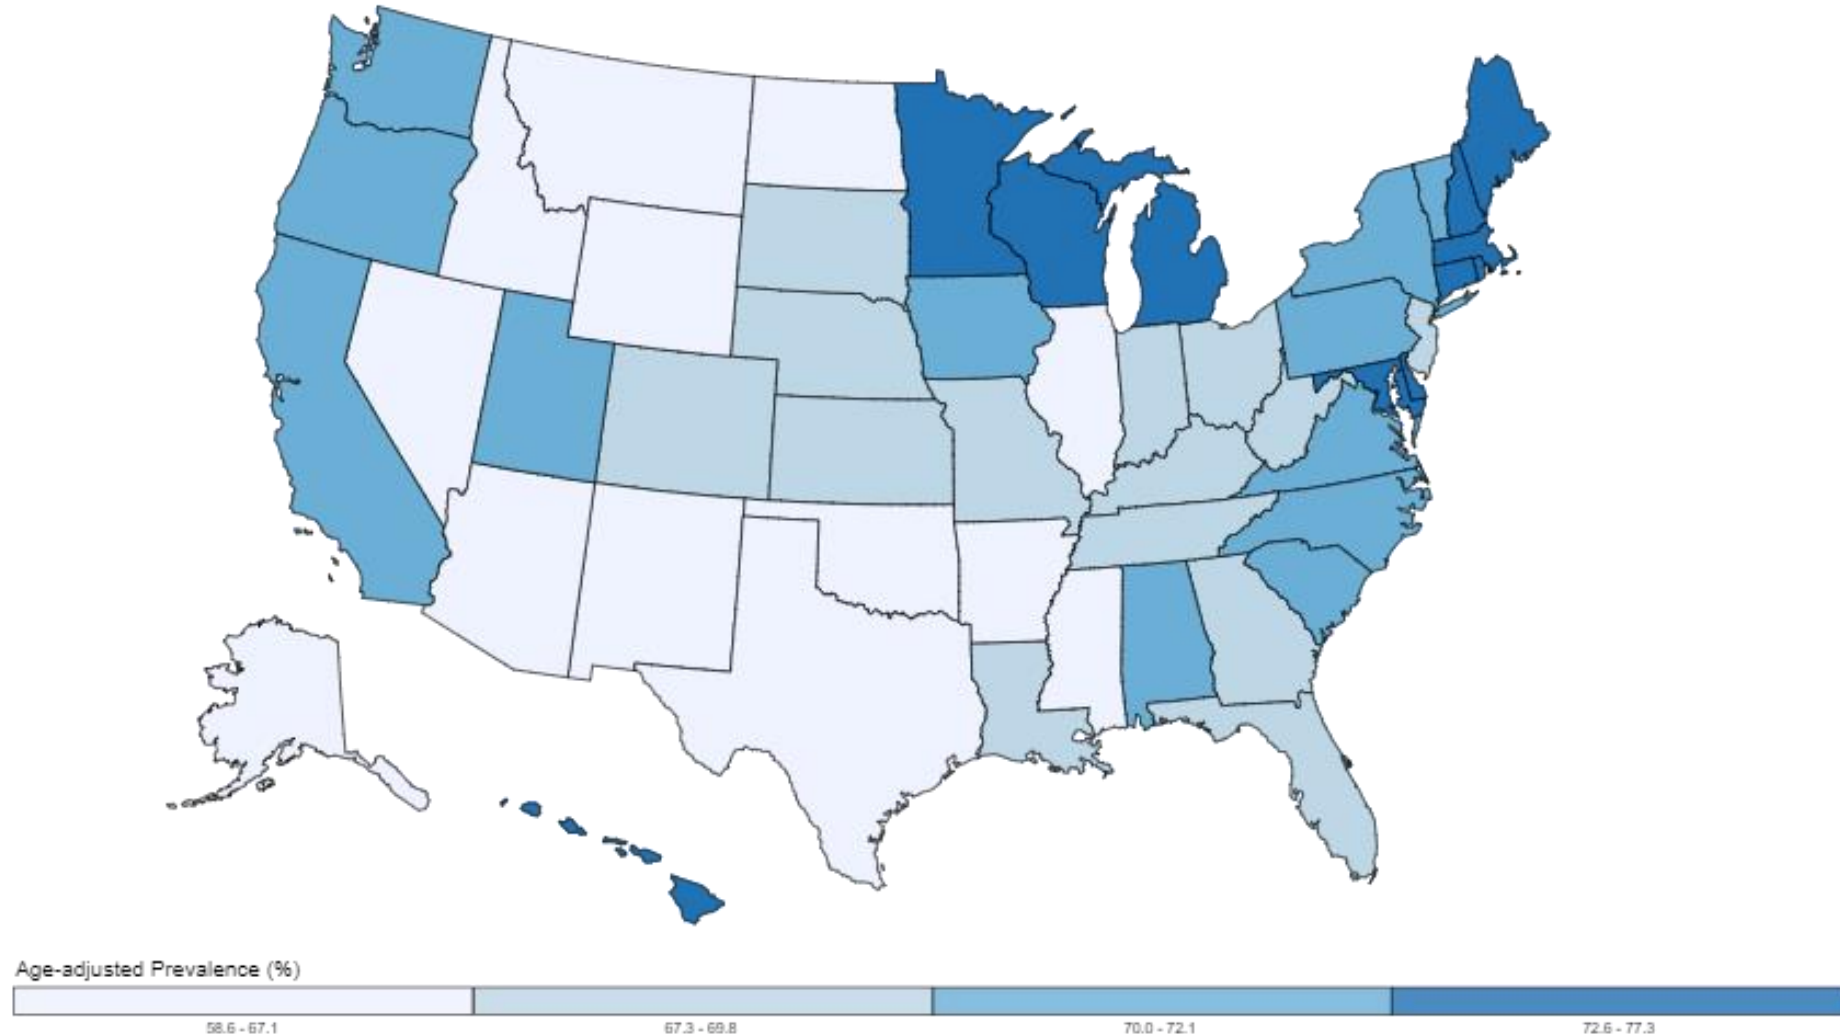 Age-adjusted Prevalence (%)
58.6 - 67.1
67.3 - 69.8
70.0 - 72.1
72.6 - 77.3